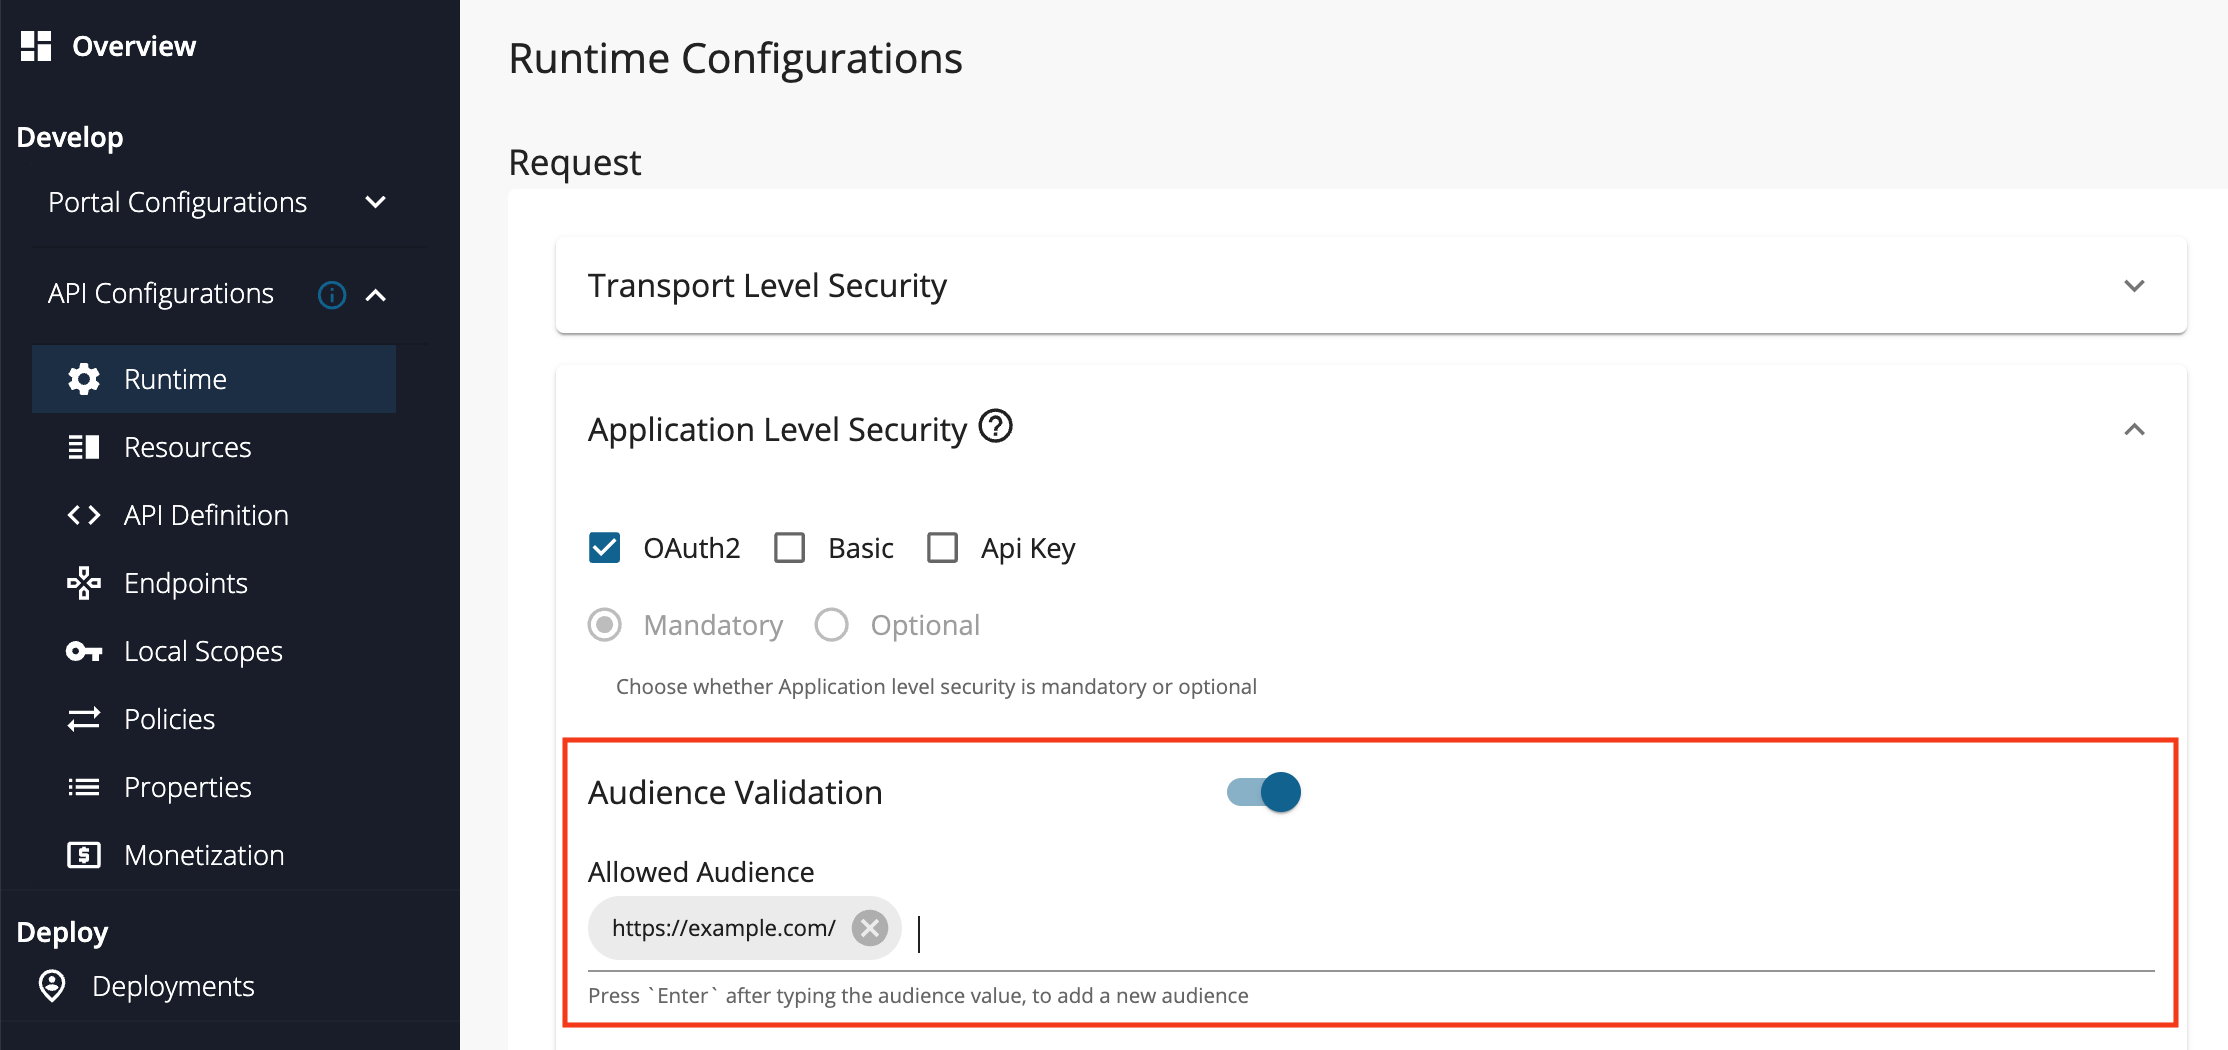 Overview
Develop
Portal Configurations
API Configurations
Runtime
Resources
API Definition
Endpoints
Local Scopes
Policies
Properties
Monetization
Deploy
Deployments
Runtime Configurations
Request
Transport Level Security
Application Level Security
OAuth2 Basic Api Key
Mandatory Optional
Choose whether Application level security is mandatory or optional
Audience Validation
Allowed Audience
https://example.com/
Press `Enter` after typing the audience value, to add a new audience